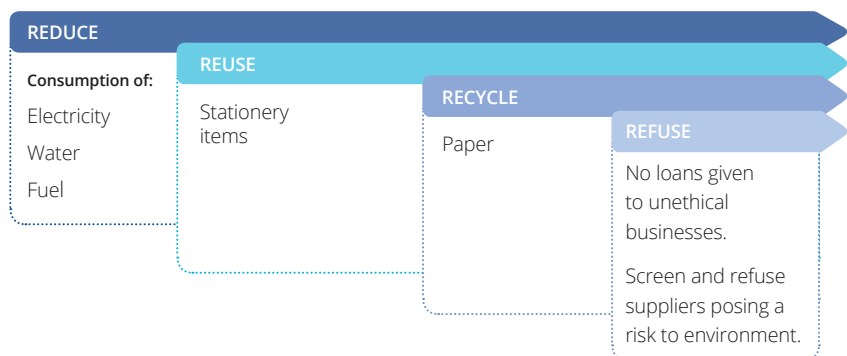 REDUCE
Consumption of:
Electricity
Water
Fuel
REUSE
Stationery
items
RECYCLE
Paper
REFUSE
No loans given
to unethical
businesses.
Screen and refuse
suppliers posing a
risk to environment.